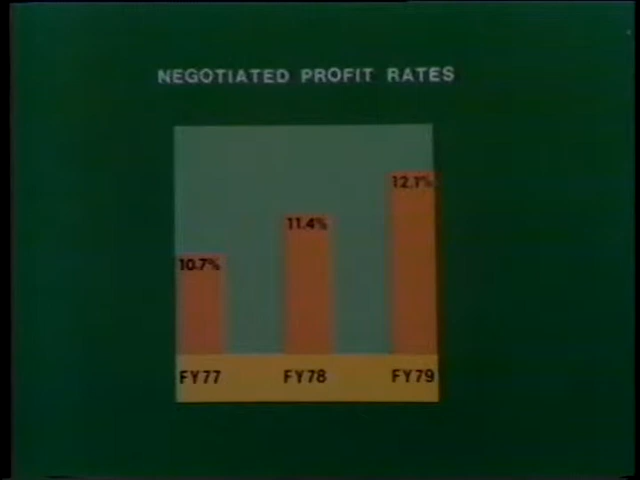 NEGOTIATED PROFIT RATES
12.1%
11.4%
10.7%
FY77 FY78 FY79